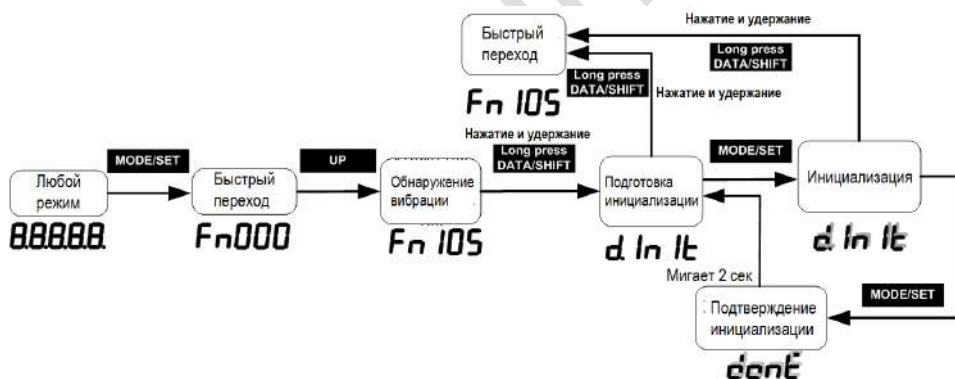 Нажатие и удержание
Быстрый
переход
Long press
DATA/SHIFT
Long press
DATA/SHIFT
Нажатие и удержание
Fn 105
Нажатие и удержание
MODE/SET
UP
Long press
DATA/SHIFT
MODE/SET
Любой
режим
Быстрый
переход
Обнаружение
вибрации
Подготовка
инициализации
Инициализация
8.8.8.8.8.
Fn000
Fn 105
d. In It
d. In It
Мигает 2 сек
MODE/SET
Подтверждение
инициализации
donE